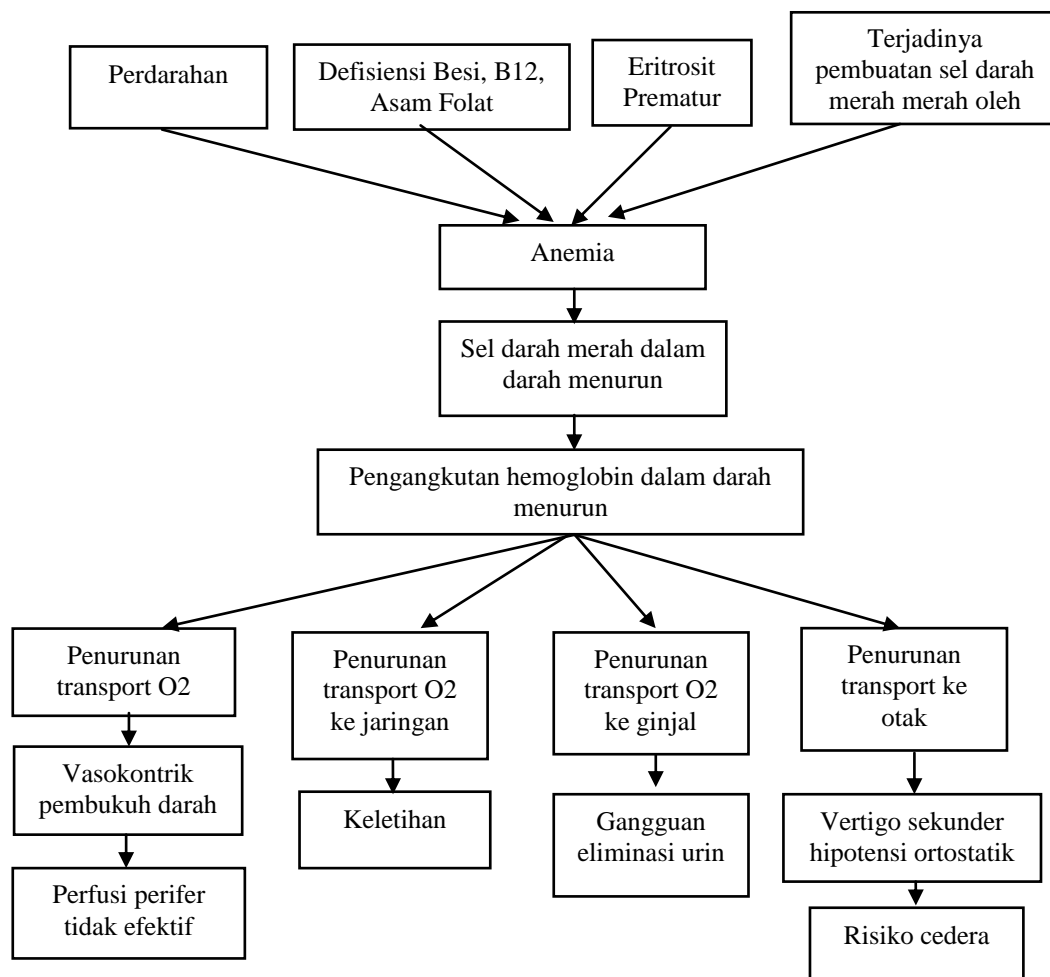 Perdarahan
Defisiensi Besi, B12,
Asam Folat
Eritrosit
Prematur
Terjadinya
pembuatan sel darah
merah merah oleh
Anemia
Sel darah merah dalam
darah menurun
Pengangkutan hemoglobin dalam darah
menurun
Penurunan
transport O2
Penurunan
transport O2
ke jaringan
Penurunan
transport O2
ke ginjal
Penurunan
transport ke
otak
Vasokontrik
pembukuh darah
Keletihan
Gangguan
eliminasi urin
Vertigo sekunder
hipotensi ortostatik
Perfusi perifer
tidak efektif
Risiko cedera